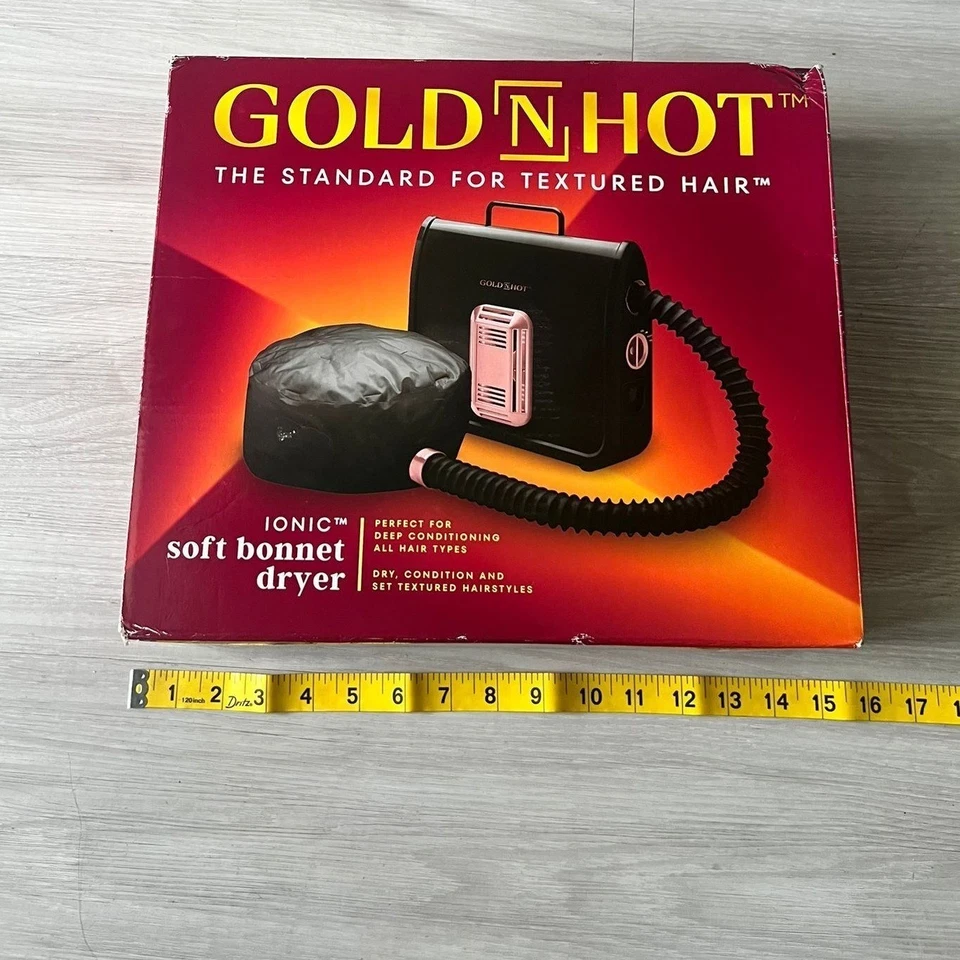 GOLD N HOT™
THE STANDARD FOR TEXTURED HAIR™
GOLD N HOT
IONIC™
soft bonnet
dryer
PERFECT FOR
DEEP CONDITIONING
ALL HAIR TYPES
DRY, CONDITION AND
SET TEXTURED HAIRSTYLES
1 120inch 2 Dritz® 3 4 5 6 7 8 9 10 11 12 13 14 15 16 17